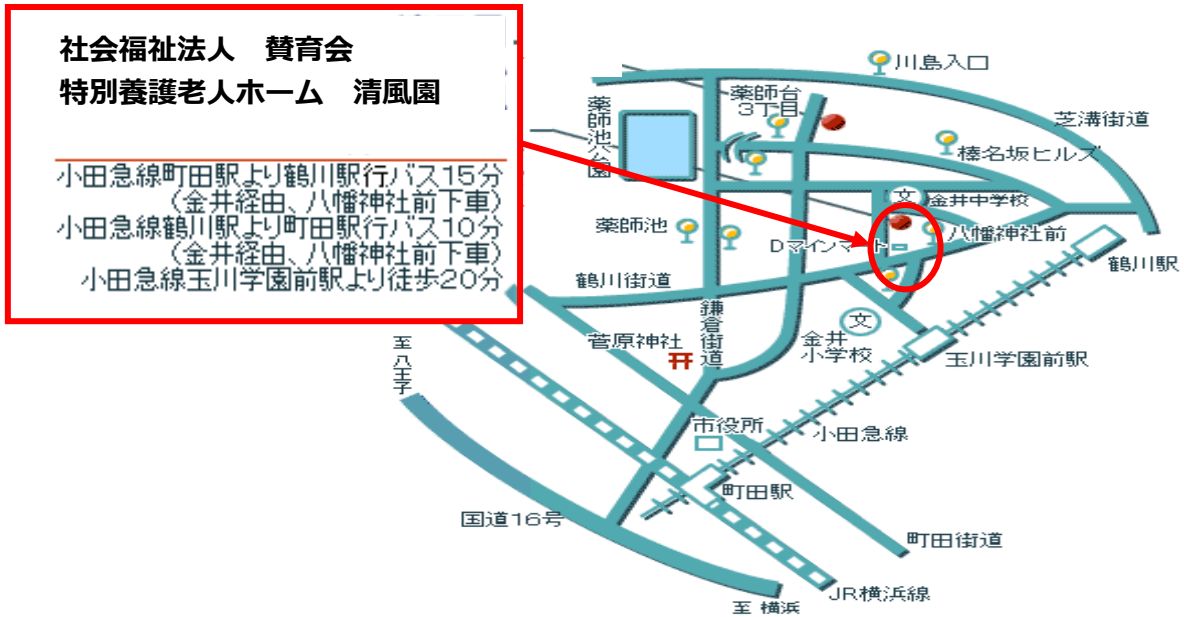 社会福祉法人　賛育会
特別養護老人ホーム　清風園
小田急線町田駅より鶴川駅行バス15分
（金井経由、八幡神社前下車）
小田急線鶴川駅より町田駅行バス10分
（金井経由、八幡神社前下車）
小田急線玉川学園前駅より徒歩20分
川島入口
薬師台
3丁目
薬師池公園
芝溝街道
榛名坂ヒルズ
文
金井中学校
薬師池
Dマインマート
八幡神社前
鶴川駅
鶴川街道
鎌倉街道
文
金井
小学校
菅原神社
玉川学園前駅
至八王子
市役所
小田急線
町田駅
国道16号
町田街道
JR横浜線
至 横浜